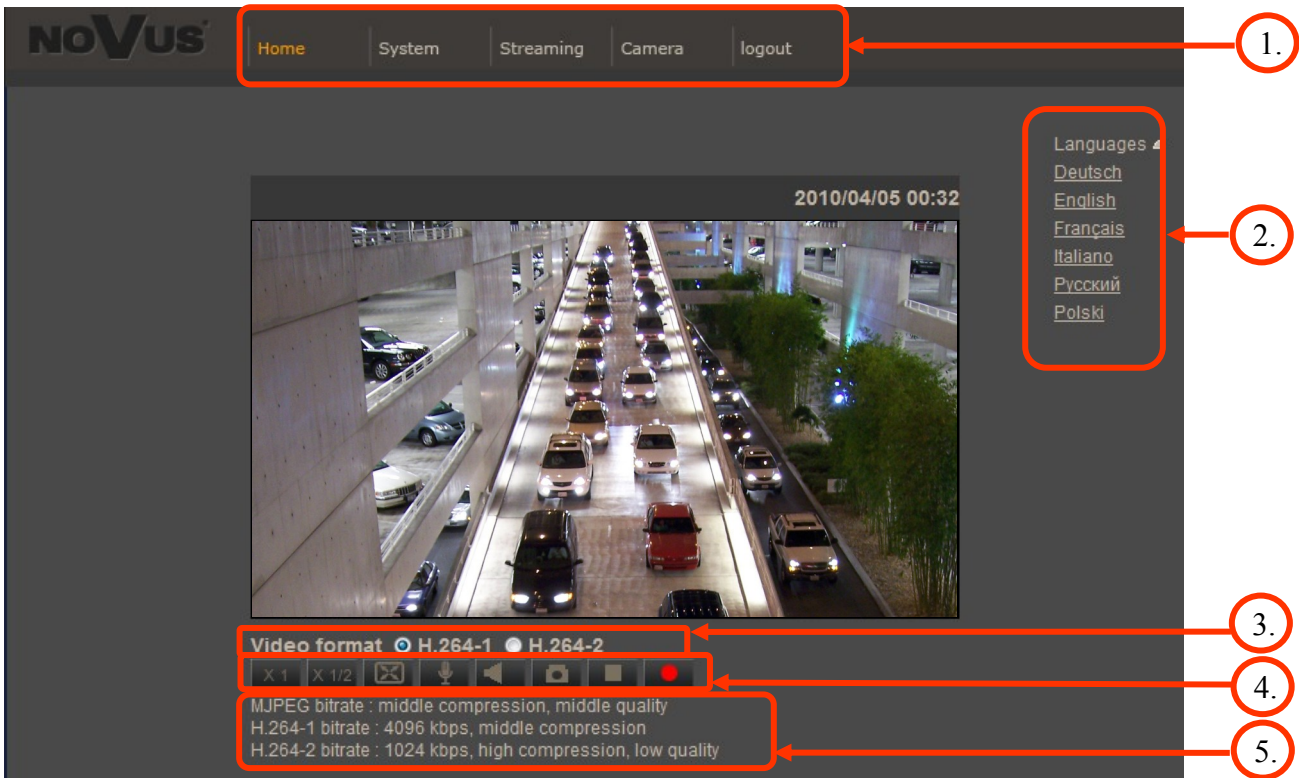 NOVUS
Home System Streaming Camera logout
1.
Languages
Deutsch
English
Français
Italiano
Русский
Polski
2.
2010/04/05 00:32
3.
Video format H.264-1 H.264-2
X 1 X 1/2
4.
MJPEG bitrate : middle compression, middle quality
H.264-1 bitrate : 4096 kbps, middle compression
H.264-2 bitrate : 1024 kbps, high compression, low quality
5.